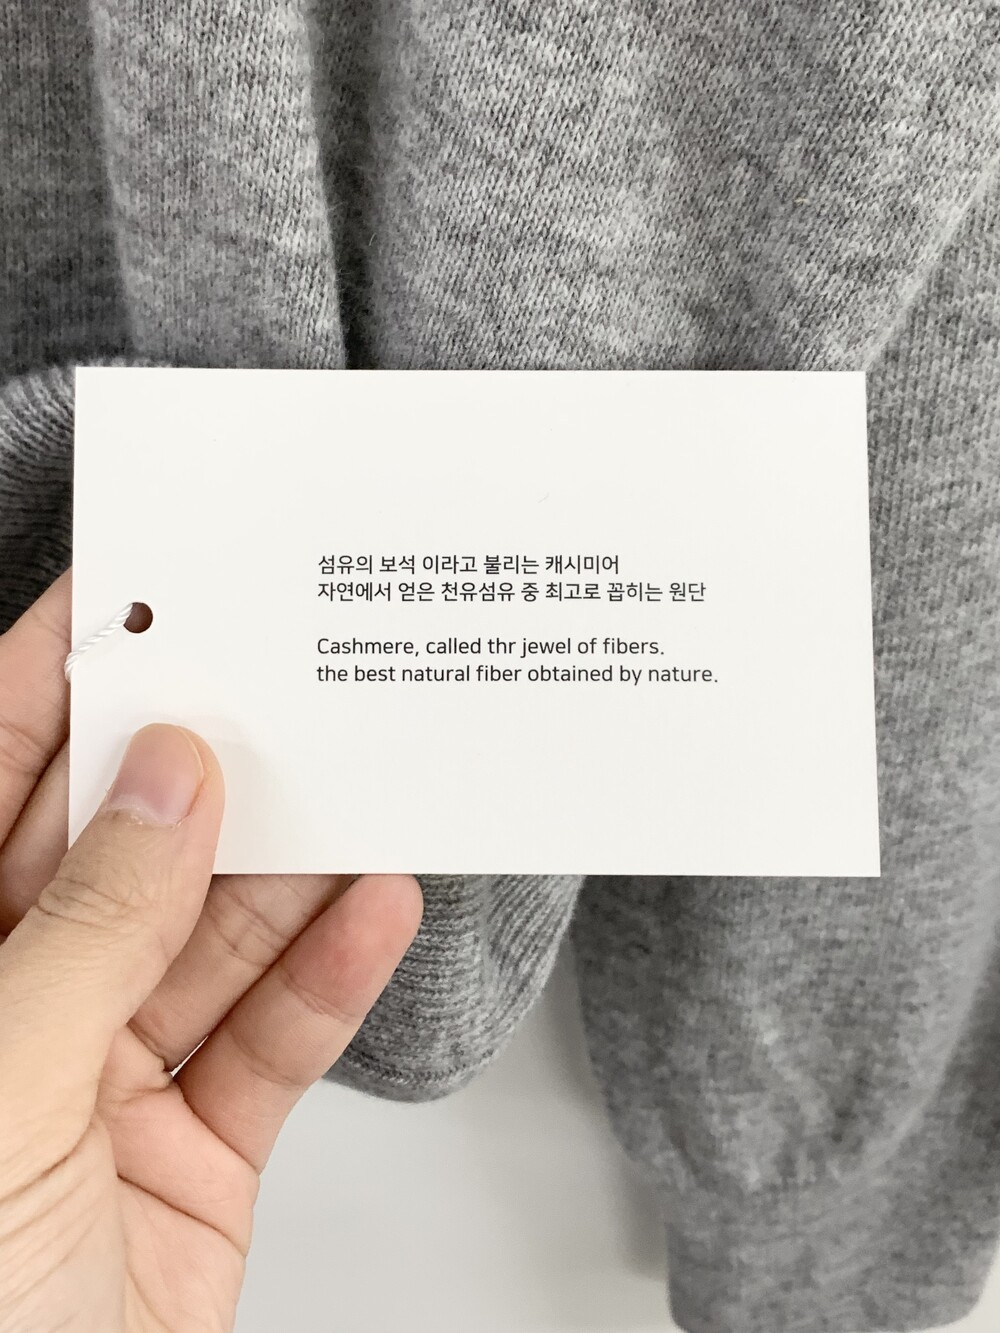 섬유의 보석 이라고 불리는 캐시미어
자연에서 얻은 천유섬유 중 최고로 꼽히는 원단
Cashmere, called thr jewel of fibers.
the best natural fiber obtained by nature.